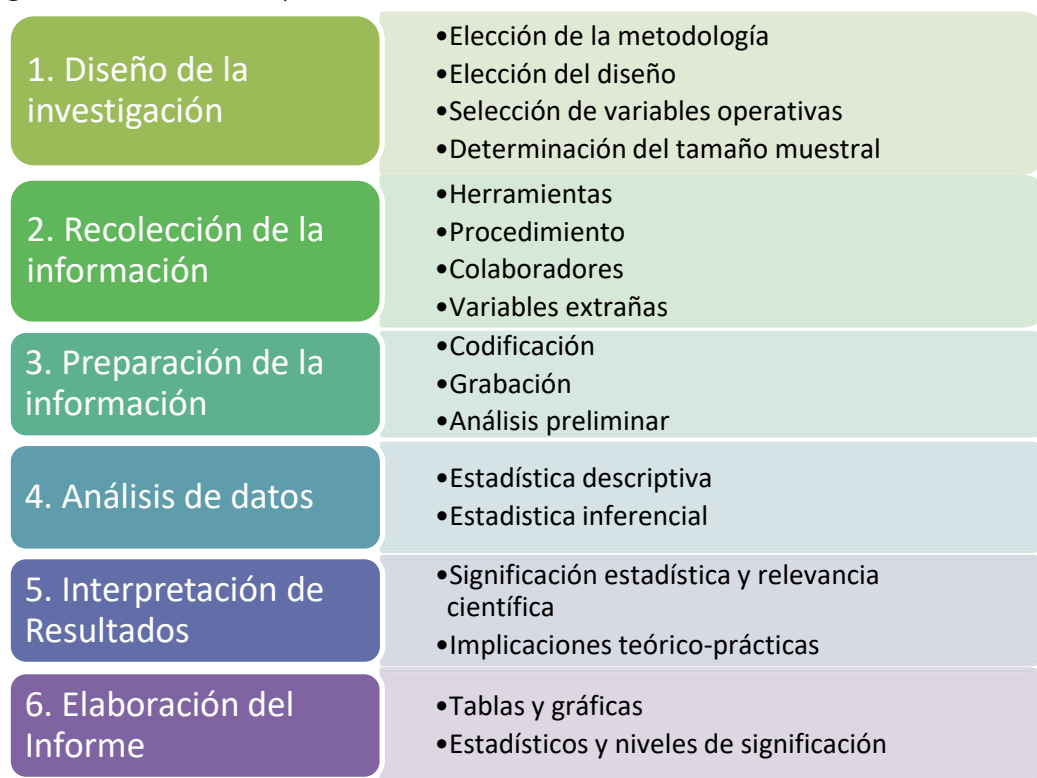 1. Diseño de la
investigación
•Elección de la metodología
•Elección del diseño
•Selección de variables operativas
•Determinación del tamaño muestral
2. Recolección de la
información
•Herramientas
•Procedimiento
•Colaboradores
•Variables extrañas
3. Preparación de la
información
•Codificación
•Grabación
•Análisis preliminar
4. Análisis de datos
•Estadística descriptiva
•Estadistica inferencial
5. Interpretación de
Resultados
•Significación estadística y relevancia
científica
•Implicaciones teórico-prácticas
6. Elaboración del
Informe
•Tablas y gráficas
•Estadísticos y niveles de significación